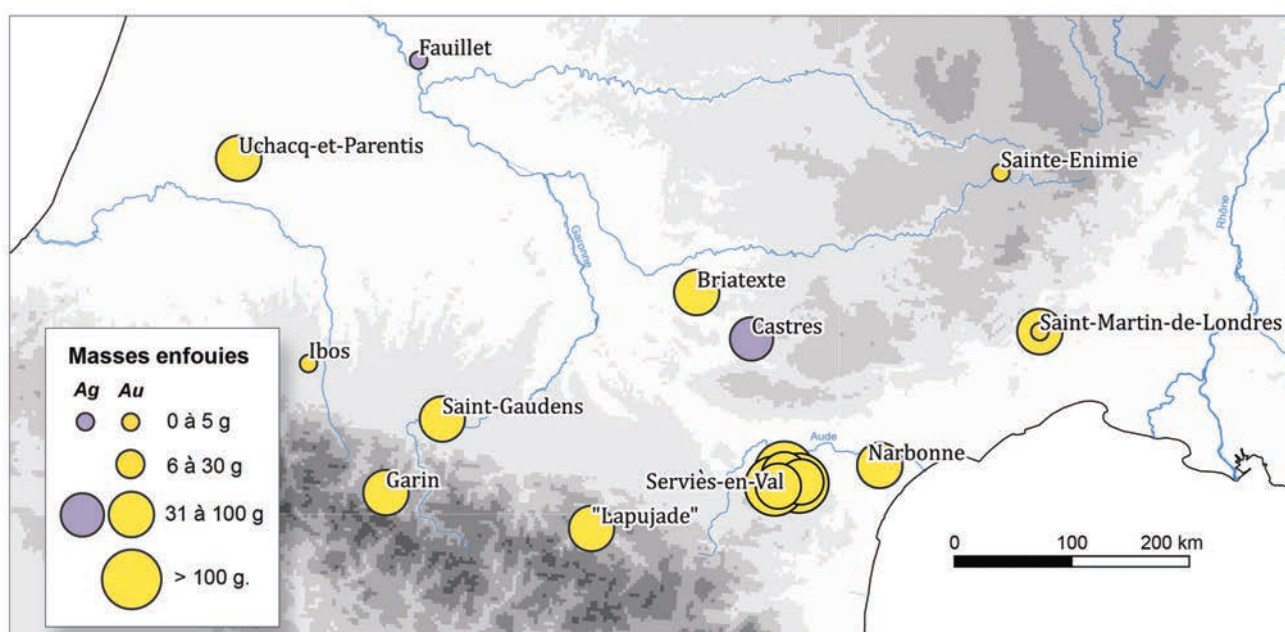 Fauillet
Uchacq-et-Parentis
Sainte-Enimie
Rhône
Garonne
Briatexte
Castres
Saint-Martin-de-Londres
Ibos
Saint-Gaudens
Aude
Narbonne
Serviès-en-Val
Garin
"Lapujade"
Masses enfouies
Ag Au
0 à 5 g
6 à 30 g
31 à 100 g
> 100 g.
0 100 200 km